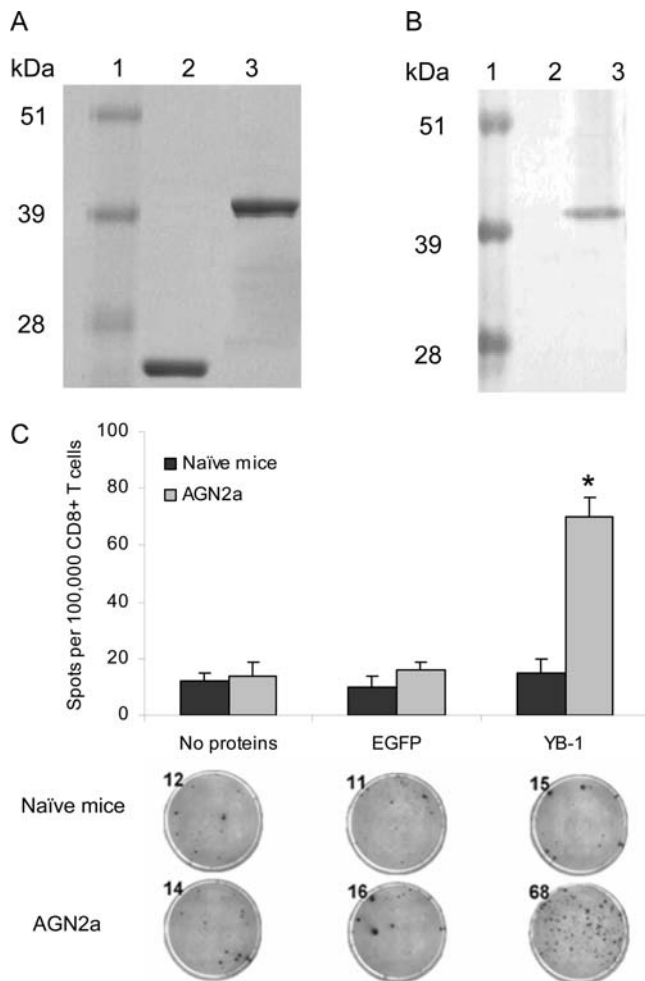 A
kDa 1 2 3
51
39
28
B
kDa 1 2 3
51
39
28
C
100
80
60
40
20
0
Spots per 100,000 CD8+ T cells
Naïve mice
AGN2a
*
No proteins EGFP YB-1
Naïve mice
12 11 15
AGN2a
14 16 68